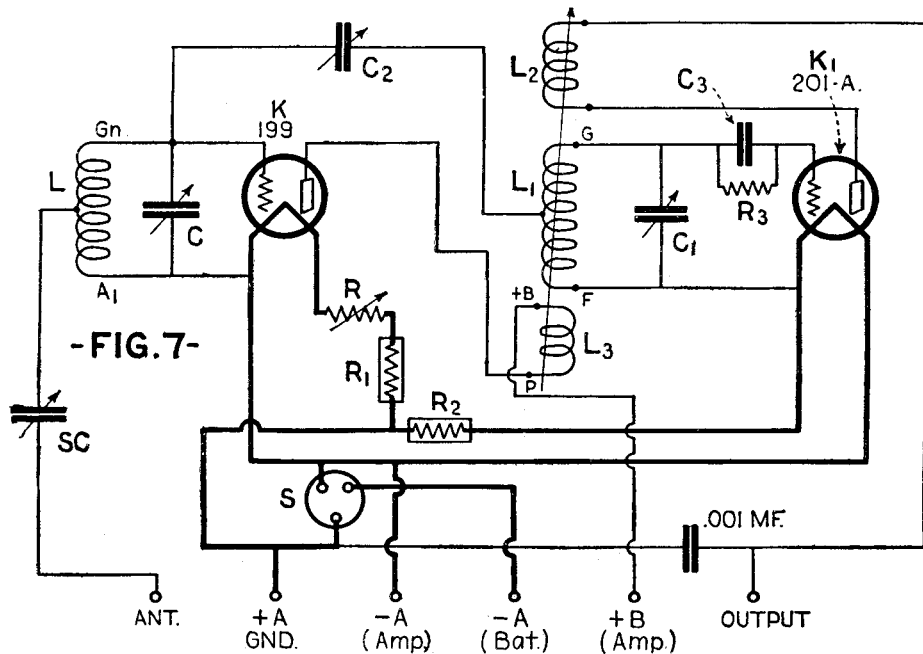 C2
L2
K1
201-A.
C3
K
199
Gn
G
L
C
L1
R3
C1
A1
R
+B
F
-FIG.7-
L3
R1
P
R2
SC
S
.001 MF.
ANT.
+A
GND.
-A
(Amp.)
-A
(Bat.)
+B
(Amp.)
OUTPUT